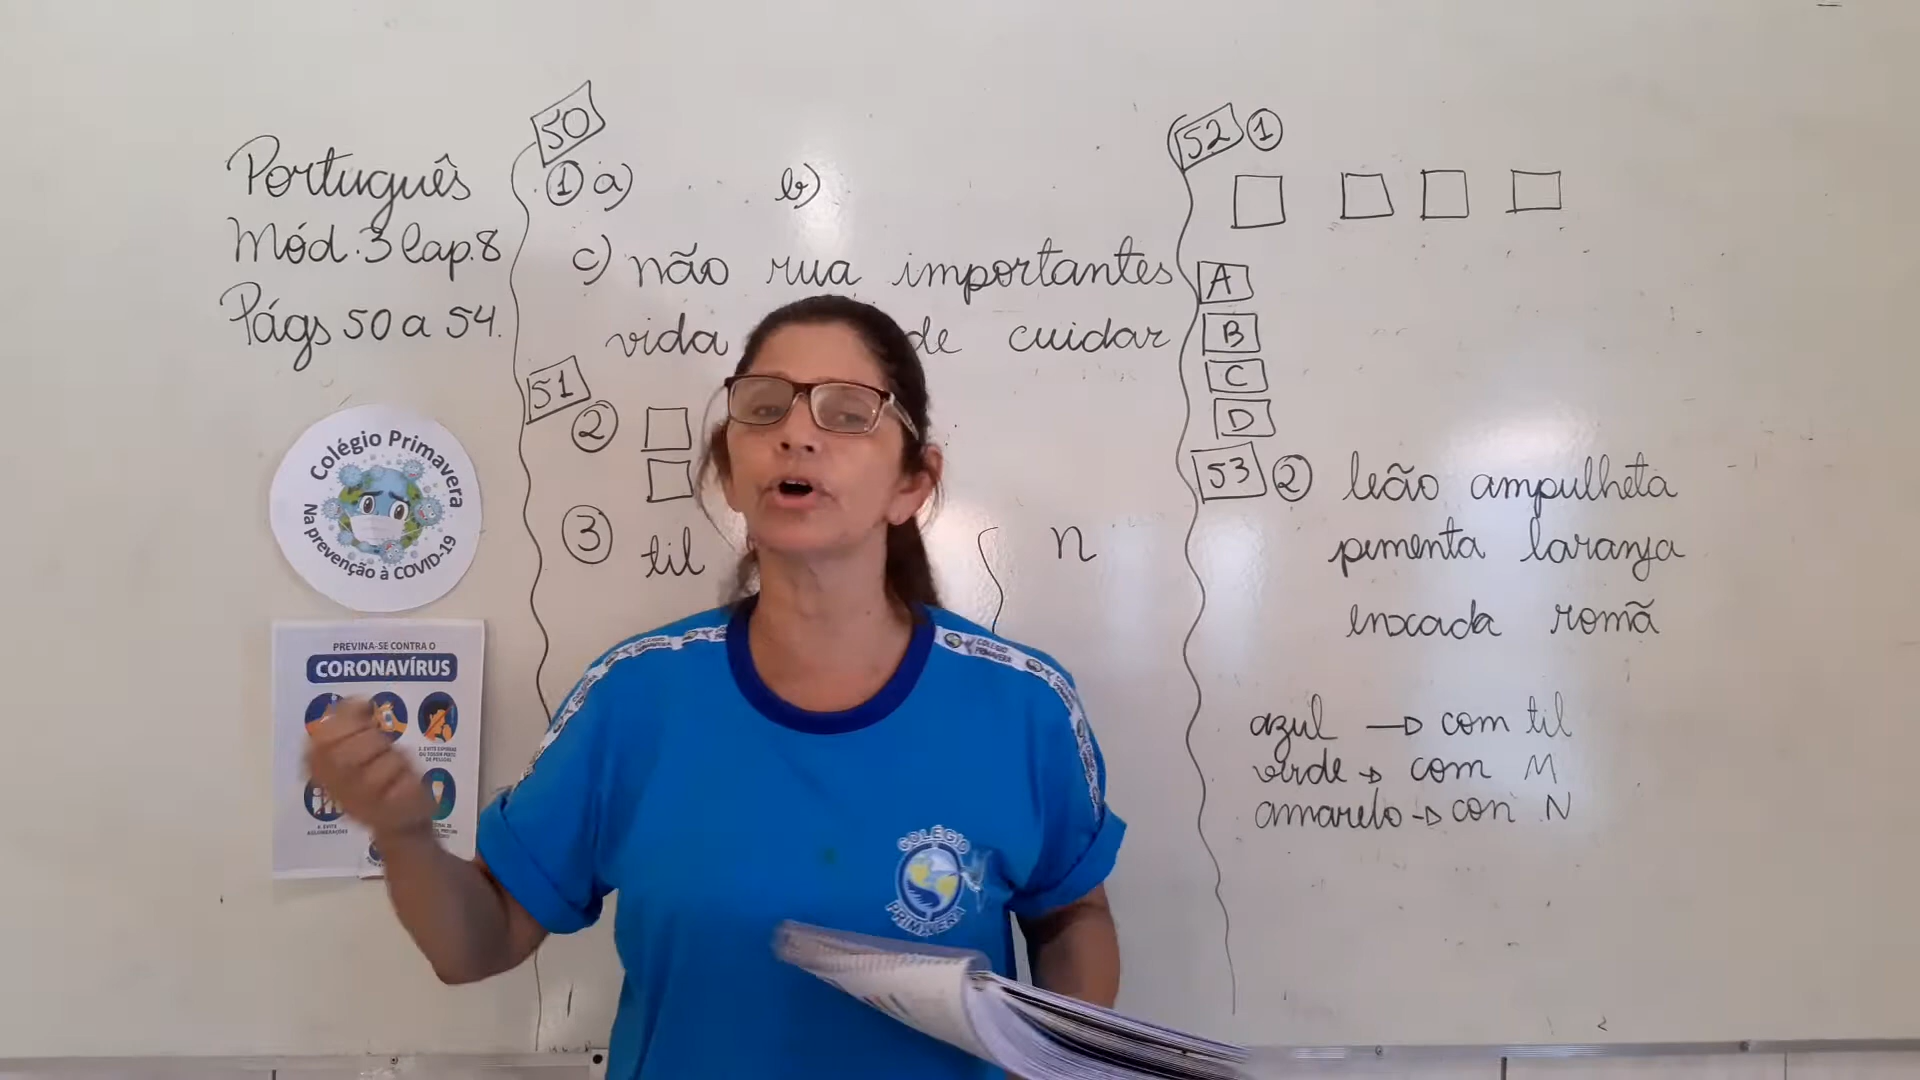 Português
Mód.3 Cap.8
Págs 50 a 54.
50
1 a) b)
c) não rua importantes
vida de cuidar
51
2
3 til n
52 1
A
B
C
D
53 2 leão ampulheta
pimenta laranja
enxada romã
azul → com til
verde → com M
amarelo → con N
Colégio Primavera
Na prevenção à COVID-19
PREVINA-SE CONTRA O
CORONAVÍRUS
COLÉGIO
PRIMAVERA